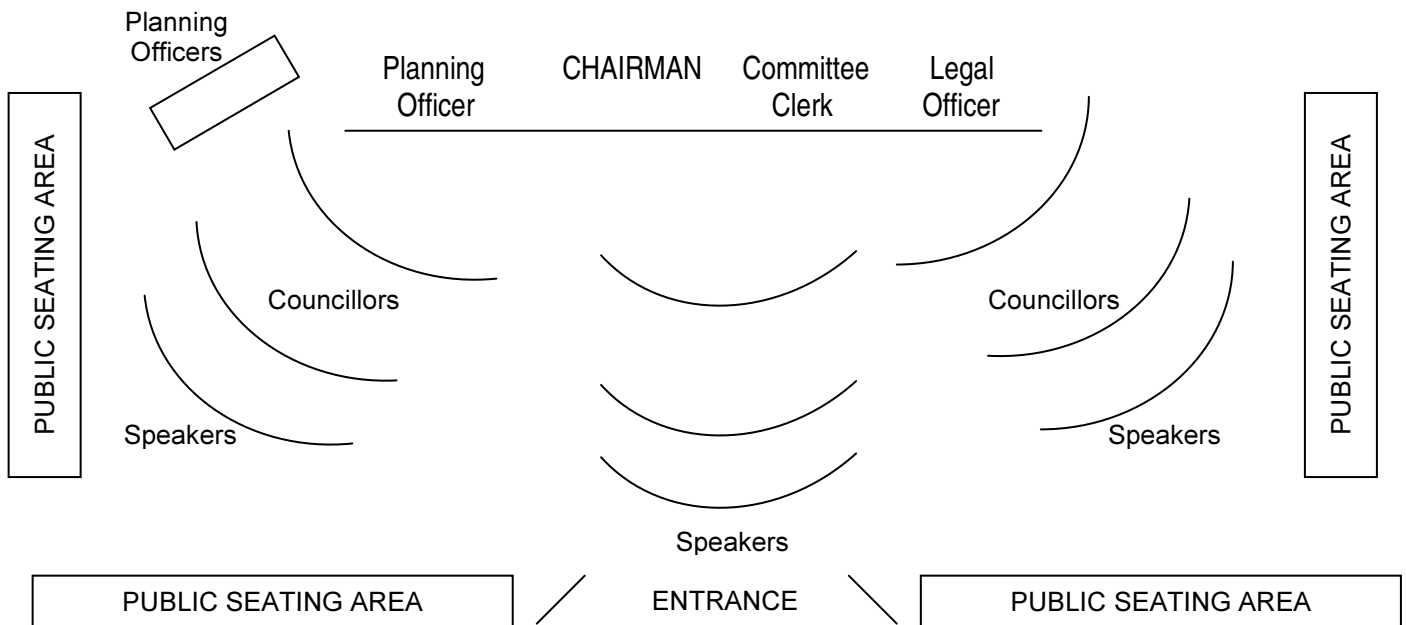 Planning
Officers
Planning
Officer
CHAIRMAN
Committee
Clerk
Legal
Officer
PUBLIC SEATING AREA
PUBLIC SEATING AREA
Councillors
Councillors
Speakers
Speakers
Speakers
PUBLIC SEATING AREA
ENTRANCE
PUBLIC SEATING AREA